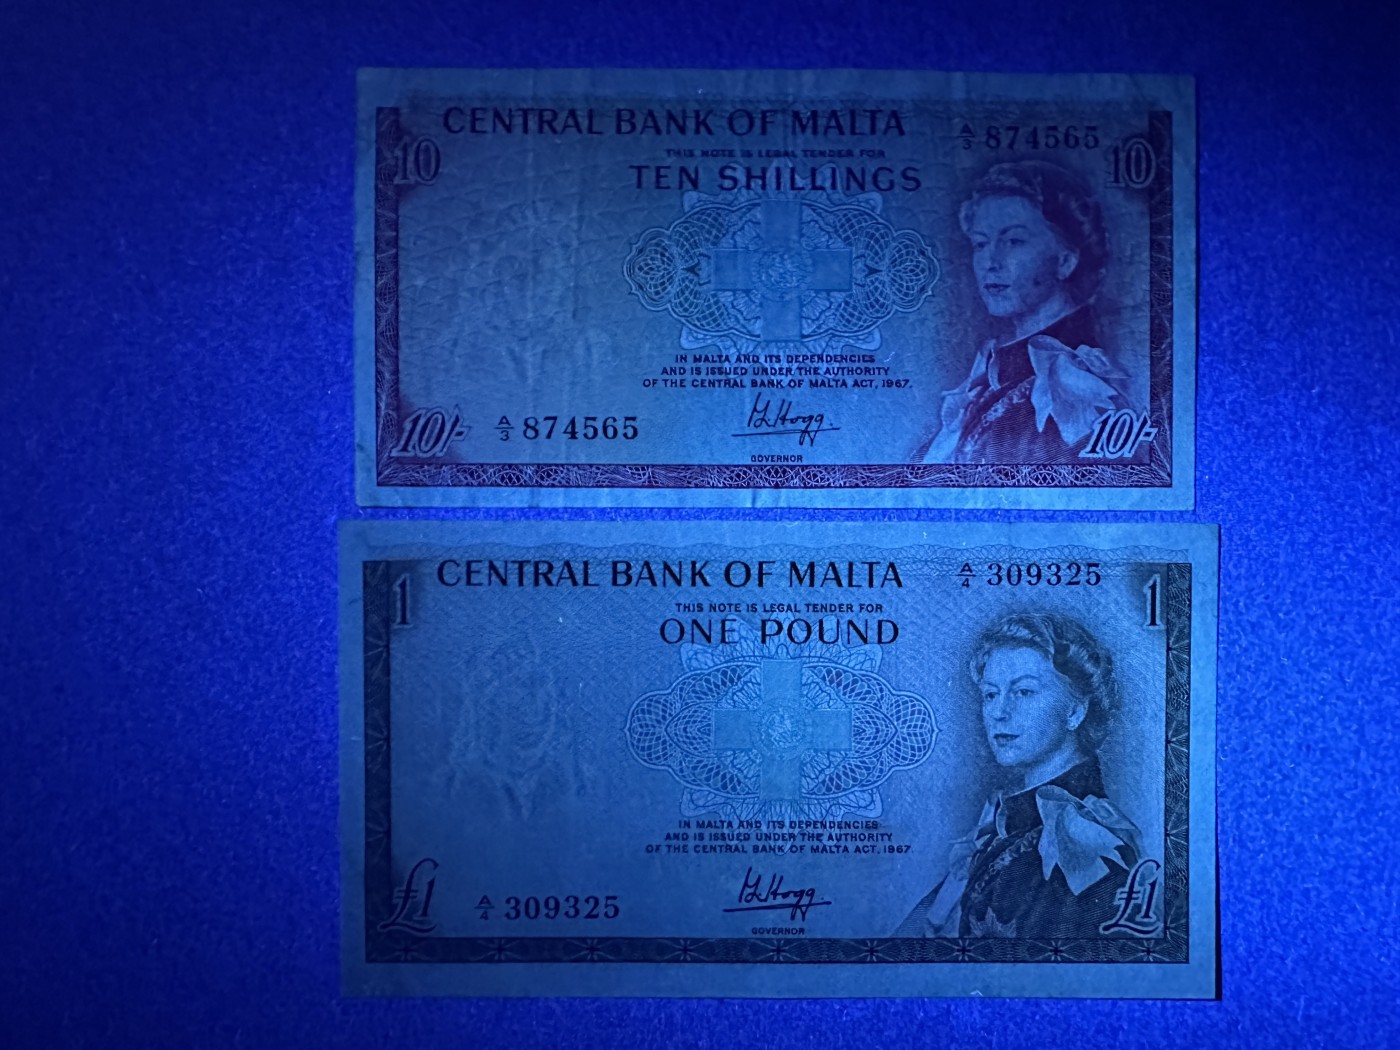 CENTRAL BANK OF MALTA
A/3 874565
10
10
THIS NOTE IS LEGAL TENDER FOR
TEN SHILLINGS
IN MALTA AND ITS DEPENDENCIES
AND IS ISSUED UNDER THE AUTHORITY
OF THE CENTRAL BANK OF MALTA ACT, 1967.
Hogg.
10/-
A/3 874565
10/-
GOVERNOR
CENTRAL BANK OF MALTA
A/4 309325
1
1
THIS NOTE IS LEGAL TENDER FOR
ONE POUND
IN MALTA AND ITS DEPENDENCIES
AND IS ISSUED UNDER THE AUTHORITY
OF THE CENTRAL BANK OF MALTA ACT, 1967.
Hogg.
£1
A/4 309325
£1
GOVERNOR